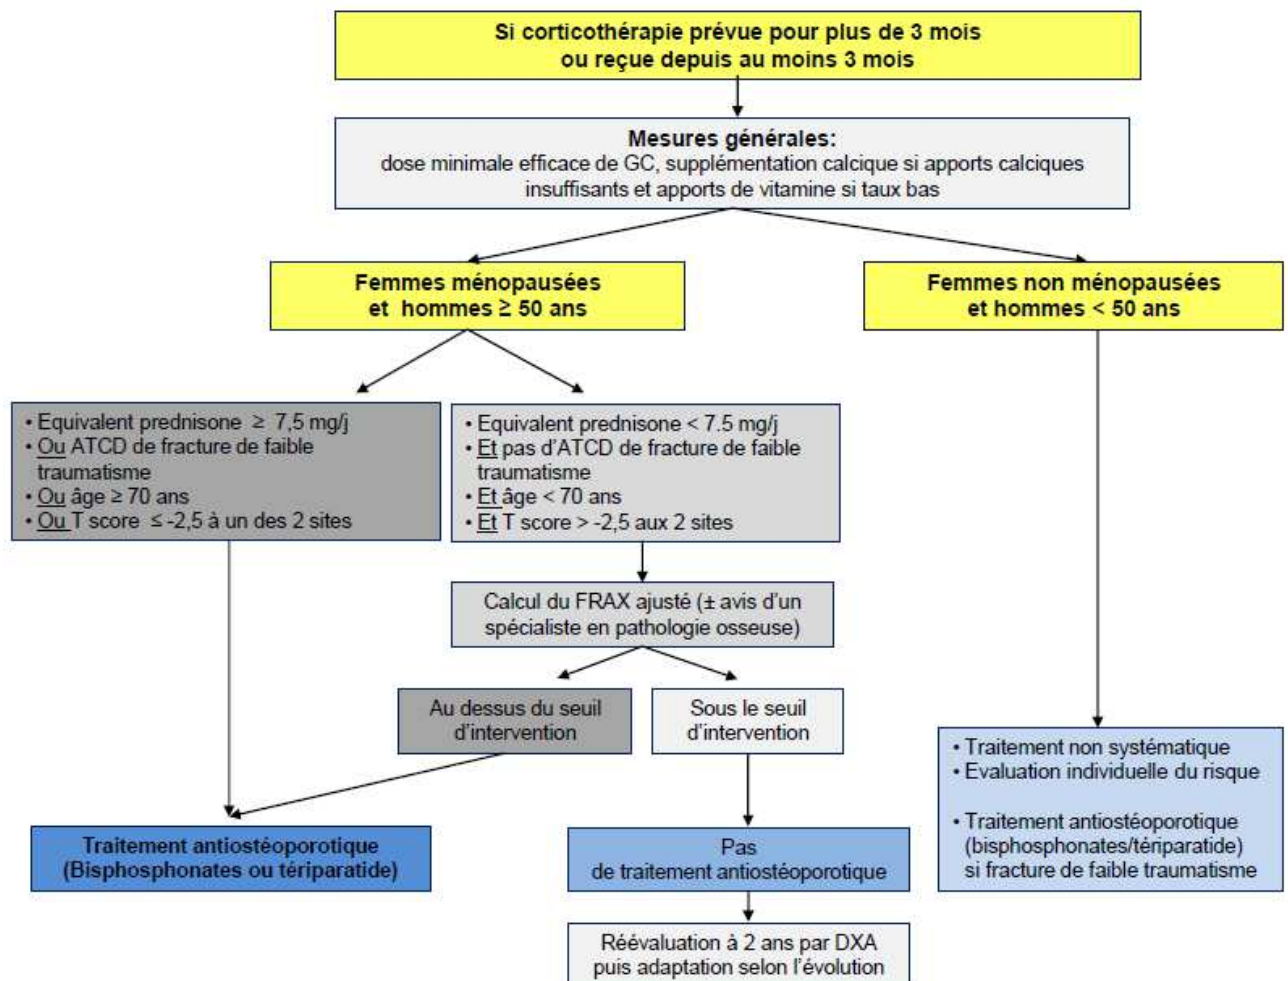 Si corticothérapie prévue pour plus de 3 mois
ou reçue depuis au moins 3 mois
Mesures générales:
dose minimale efficace de GC, supplémentation calcique si apports calciques
insuffisants et apports de vitamine si taux bas
Femmes ménopausées
et hommes ≥ 50 ans
Femmes non ménopausées
et hommes < 50 ans
• Equivalent prednisone ≥ 7,5 mg/j
• Ou ATCD de fracture de faible
traumatisme
• Ou âge ≥ 70 ans
• Ou T score ≤ -2,5 à un des 2 sites
• Equivalent prednisone < 7.5 mg/j
• Et pas d'ATCD de fracture de faible
traumatisme
• Et âge < 70 ans
• Et T score > -2,5 aux 2 sites
Calcul du FRAX ajusté (± avis d'un
spécialiste en pathologie osseuse)
Au dessus du seuil
d'intervention
Sous le seuil
d'intervention
• Traitement non systématique
• Evaluation individuelle du risque
• Traitement antiostéoporotique
(bisphosphonates/tériparatide)
si fracture de faible traumatisme
Traitement antiostéoporotique
(Bisphosphonates ou tériparatide)
Pas
de traitement antiostéoporotique
Réévaluation à 2 ans par DXA
puis adaptation selon l'évolution